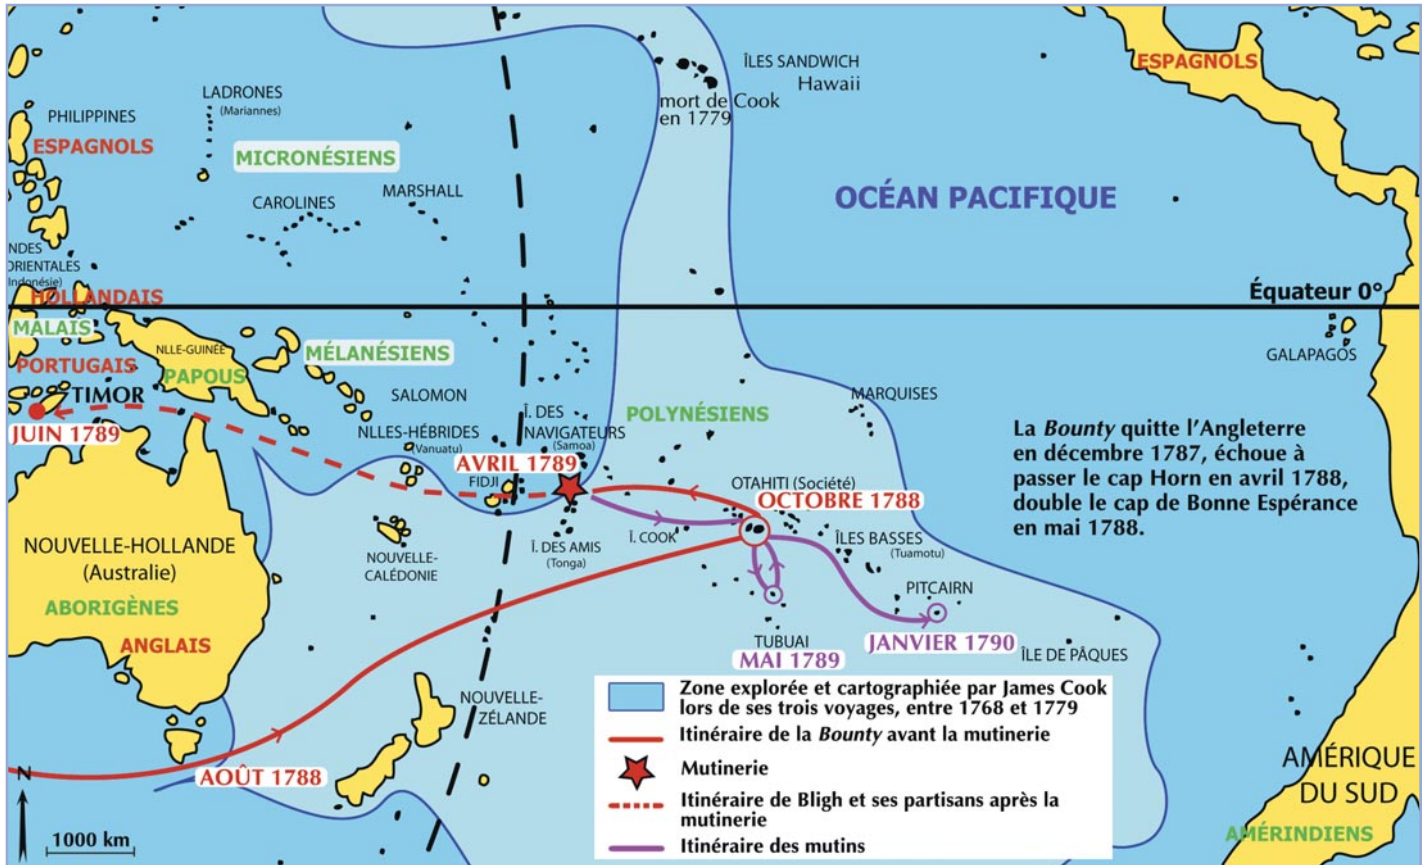 ESPAGNOLS
ÎLES SANDWICH
Hawaii
mort de Cook
en 1779
LADRONES
(Mariannes)
PHILIPPINES
ESPAGNOLS
MICRONÉSIENS
MARSHALL
CAROLINES
OCÉAN PACIFIQUE
NDES
ORIENTALES
Indonésie)
HOLLANDAIS
Équateur 0°
MALAIS
NLLE-GUINÉE
PORTUGAIS
PAPOUS
MÉLANÉSIENS
GALAPAGOS
TIMOR
SALOMON
MARQUISES
JUIN 1789
Î. DES
NAVIGATEURS
(Samoa)
POLYNÉSIENS
NLLES-HÉBRIDES
(Vanuatu)
AVRIL 1789
FIDJI
La Bounty quitte l’Angleterre
en décembre 1787, échoue à
passer le cap Horn en avril 1788,
double le cap de Bonne Espérance
en mai 1788.
OTAHITI (Société)
OCTOBRE 1788
NOUVELLE-HOLLANDE
(Australie)
NOUVELLE-
CALÉDONIE
Î. DES AMIS
(Tonga)
Î. COOK
ÎLES BASSES
(Tuamotu)
ABORIGÈNES
PITCAIRN
ANGLAIS
TUBUAI
MAI 1789
JANVIER 1790
ÎLE DE PÂQUES
NOUVELLE-
ZÉLANDE
AOÛT 1788
Zone explorée et cartographiée par James Cook
lors de ses trois voyages, entre 1768 et 1779
Itinéraire de la Bounty avant la mutinerie
Mutinerie
Itinéraire de Bligh et ses partisans après la
mutinerie
Itinéraire des mutins
AMÉRIQUE
DU SUD
AMÉRINDIENS
N
1000 km